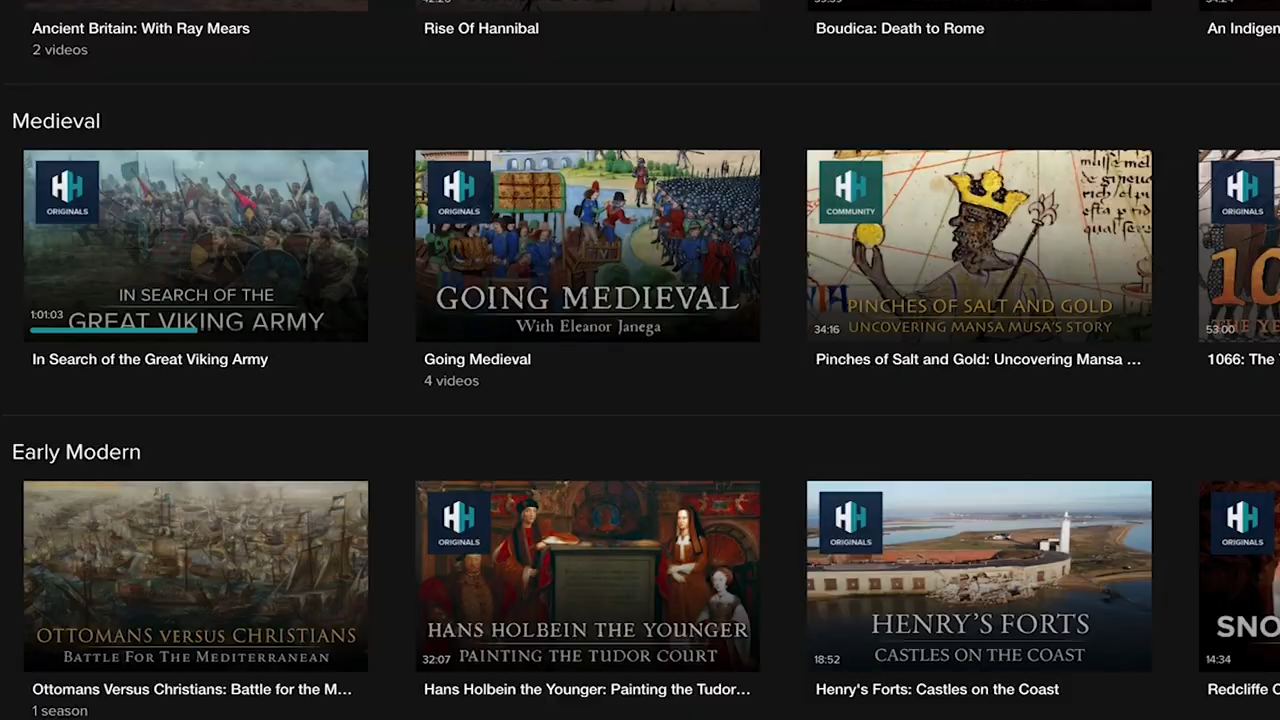 Ancient Britain: With Ray Mears
2 videos
Rise Of Hannibal
Boudica: Death to Rome
An Indigen
Medieval
ORIGINALS
IN SEARCH OF THE
GREAT VIKING ARMY
1:01:03
In Search of the Great Viking Army
ORIGINALS
GOING MEDIEVAL
With Eleanor Janega
Going Medieval
4 videos
COMMUNITY
PINCHES OF SALT AND GOLD
UNCOVERING MANSA MUSA'S STORY
34:16
Pinches of Salt and Gold: Uncovering Mansa ...
ORIGINALS
10
THE YE
53:00
1066: The
Early Modern
OTTOMANS VERSUS CHRISTIANS
BATTLE FOR THE MEDITERRANEAN
Ottomans Versus Christians: Battle for the M...
1 season
ORIGINALS
HANS HOLBEIN THE YOUNGER
PAINTING THE TUDOR COURT
32:07
Hans Holbein the Younger: Painting the Tudor...
ORIGINALS
HENRY'S FORTS
CASTLES ON THE COAST
18:52
Henry's Forts: Castles on the Coast
ORIGINALS
SNO
14:34
Redcliffe C